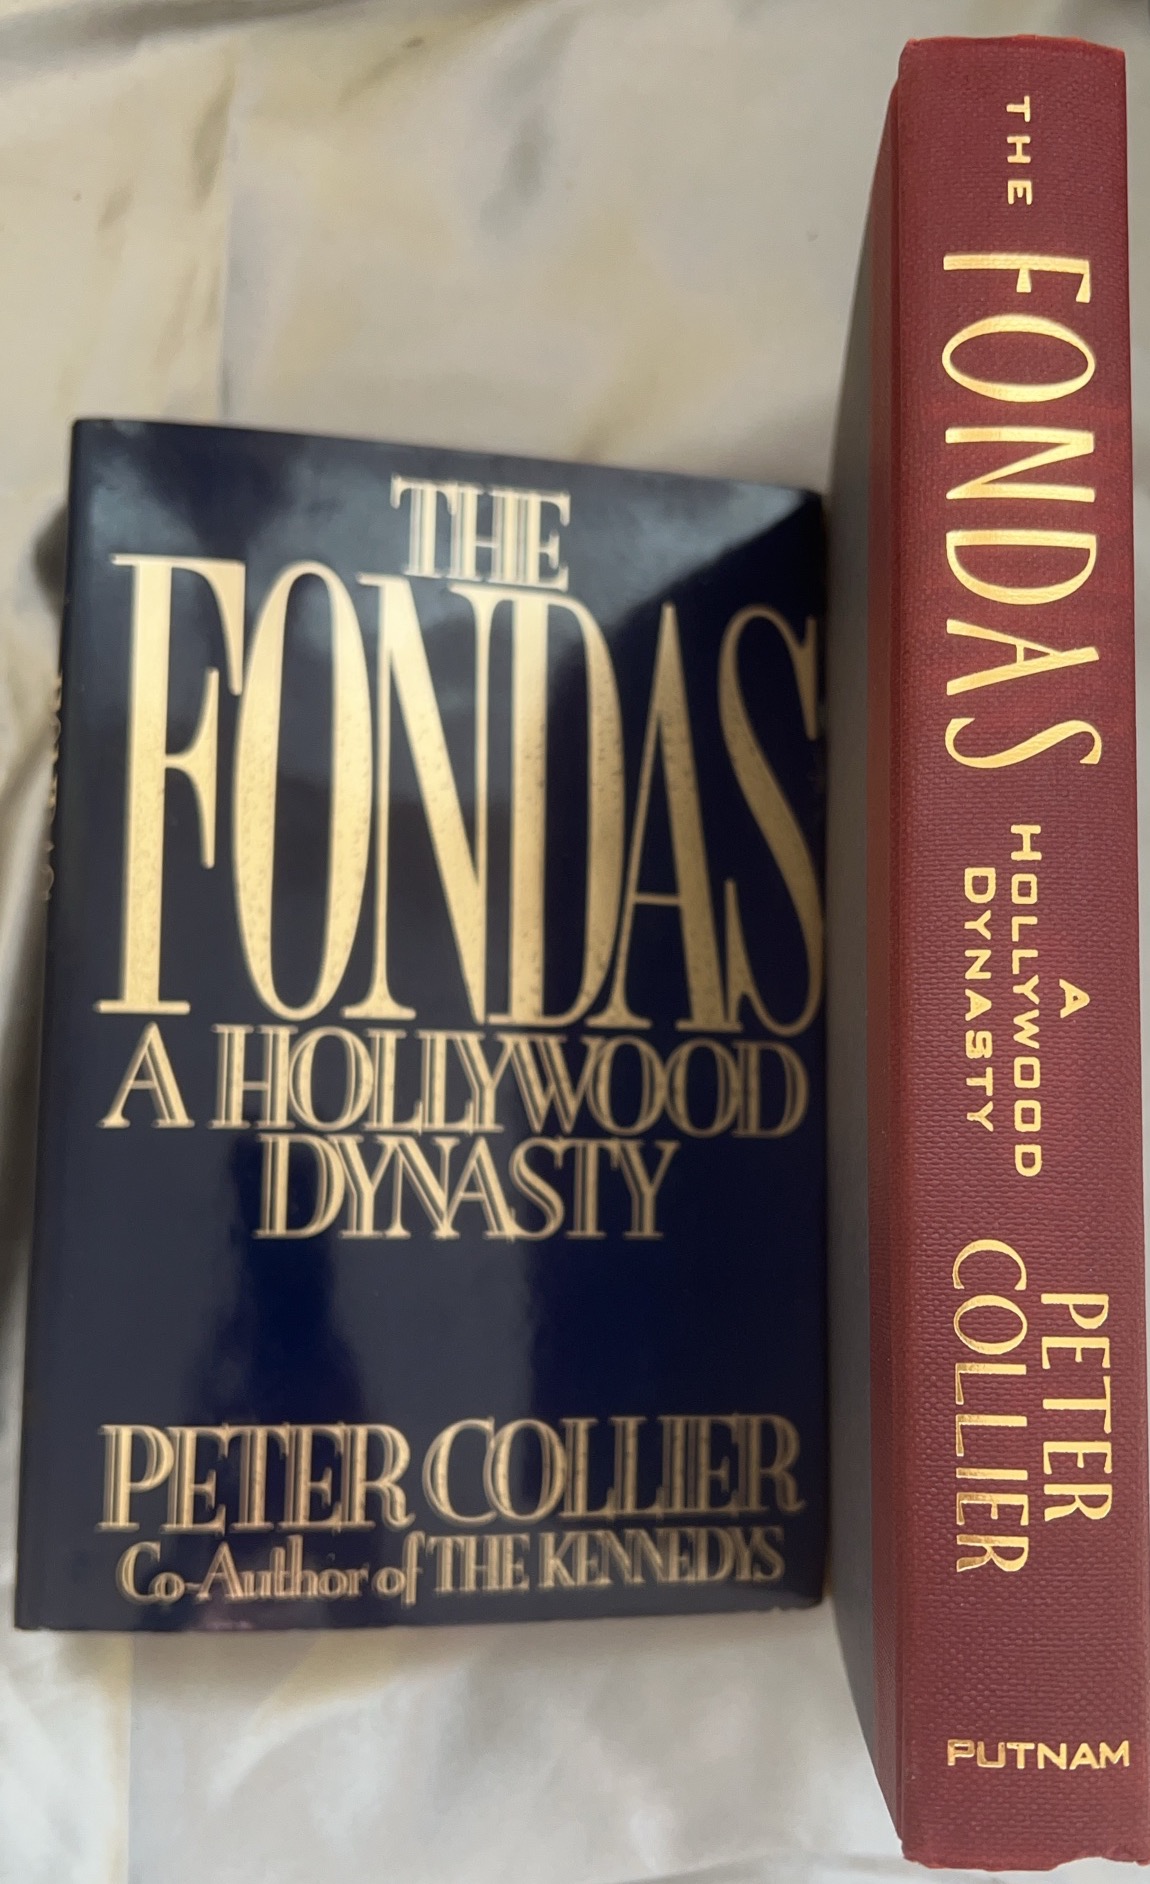 THE
FONDAS
A HOLLYWOOD
DYNASTY
PETER COLLIER
Co-Author of THE KENNEDYS
THE FONDAS
A
HOLLYWOOD
DYNASTY
PETER
COLLIER
PUTNAM